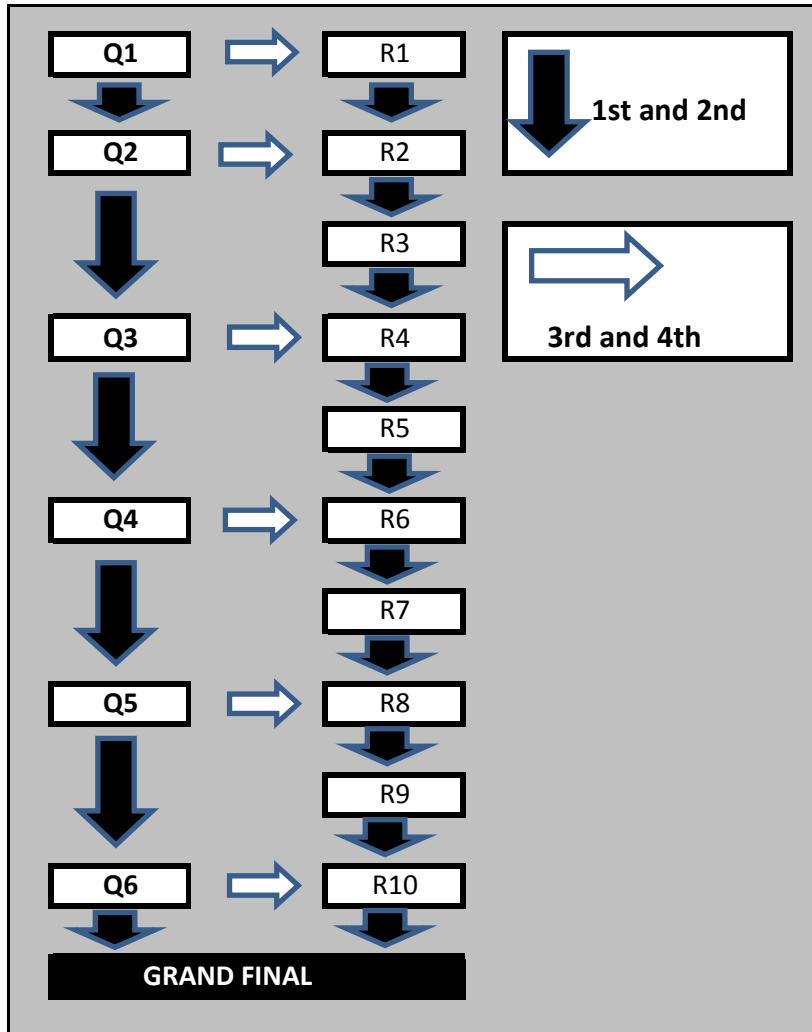 Q1
R1
1st and 2nd
Q2
R2
R3
3rd and 4th
Q3
R4
R5
Q4
R6
R7
Q5
R8
R9
Q6
R10
GRAND FINAL